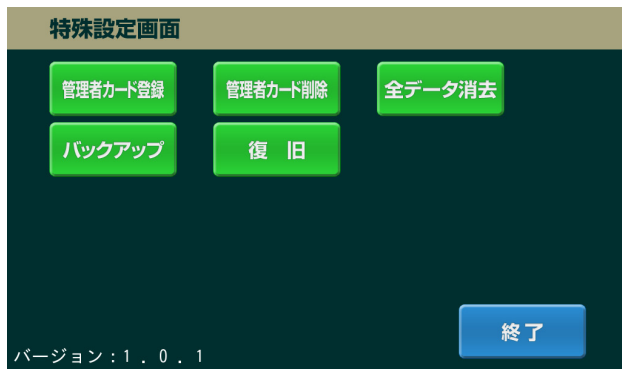 特殊設定画面
管理者カード登録 管理者カード削除 全データ消去
バックアップ 復　旧
終了
バージョン：1．0．1